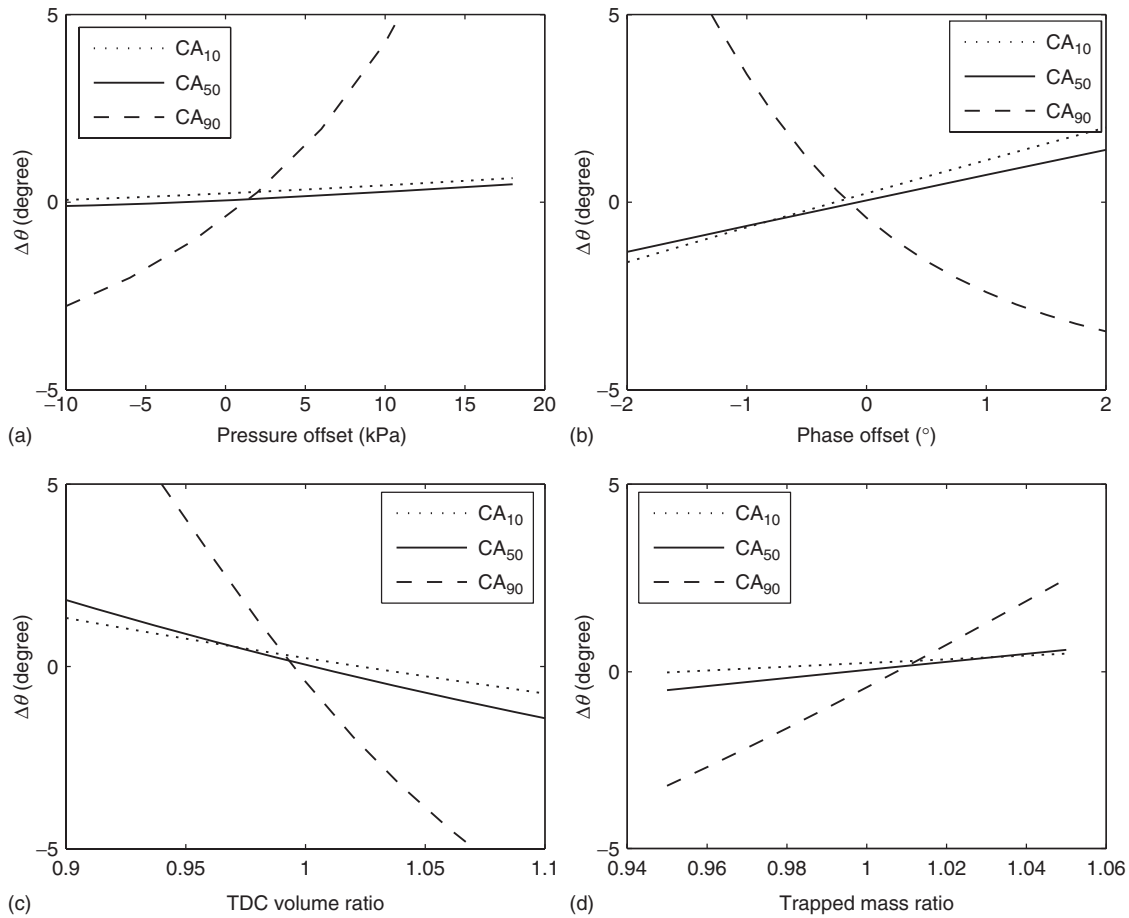 5
CA10
CA50
CA90
0
−5
Δθ (degree)
−10
−5
0
5
10
15
20
(a)
Pressure offset (kPa)
5
CA10
CA50
CA90
0
−5
Δθ (degree)
−2
−1
0
1
2
(b)
Phase offset (°)
5
CA10
CA50
CA90
0
−5
Δθ (degree)
0.9
0.95
1
1.05
1.1
(c)
TDC volume ratio
5
CA10
CA50
CA90
0
−5
Δθ (degree)
0.94
0.96
0.98
1
1.02
1.04
1.06
(d)
Trapped mass ratio